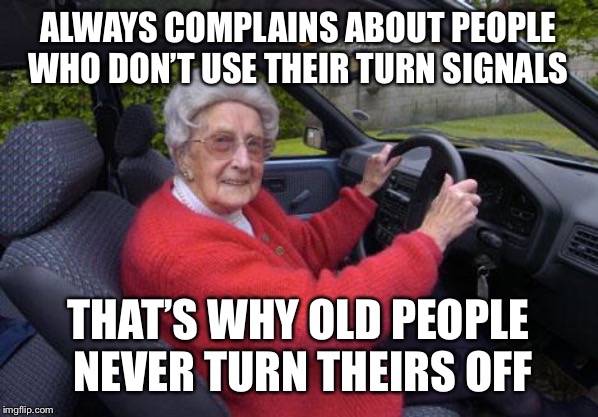 ALWAYS COMPLAINS ABOUT PEOPLE
WHO DON'T USE THEIR TURN SIGNALS
THAT'S WHY OLD PEOPLE
NEVER TURN THEIRS OFF
imgflip.com